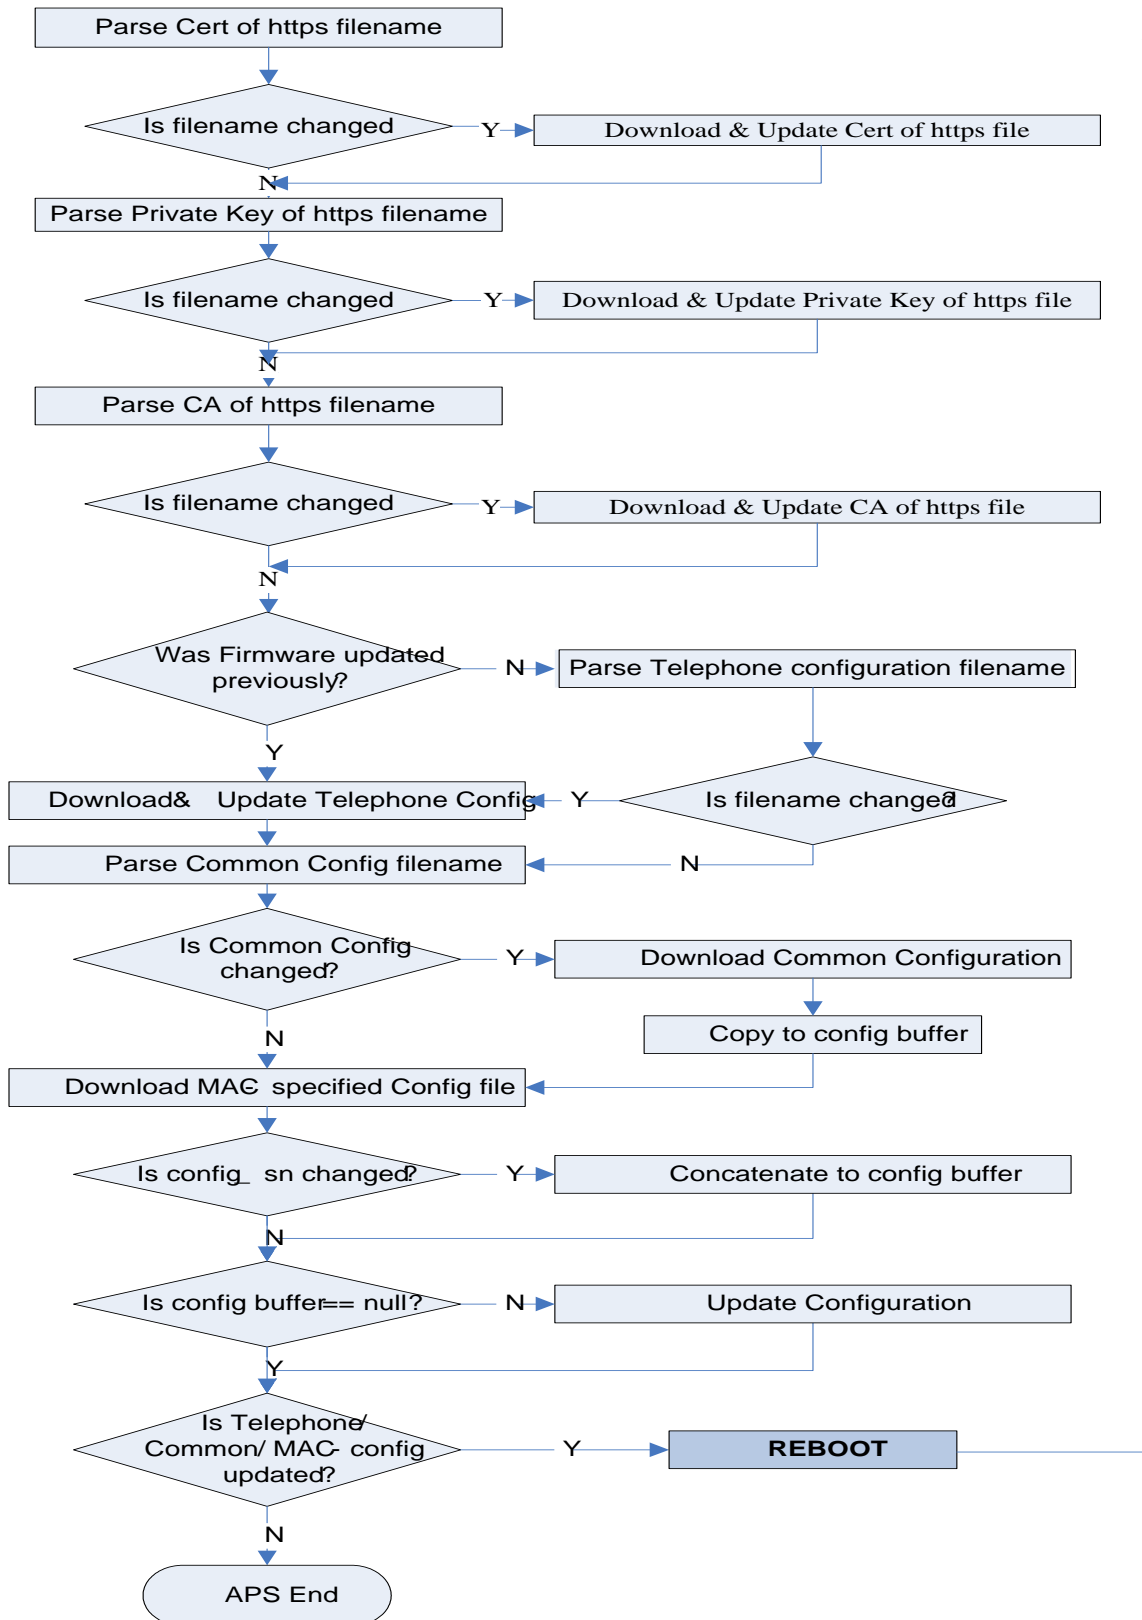 Parse Cert of https filename
Is filename changed
Y
Download & Update Cert of https file
N
Parse Private Key of https filename
Is filename changed
Y
Download & Update Private Key of https file
N
Parse CA of https filename
Is filename changed
Y
Download & Update CA of https file
N
Was Firmware updated
previously?
N
Parse Telephone configuration filename
Y
Download& Update Telephone Config
Y
Is filename changed?
Parse Common Config filename
N
Is Common Config
changed?
Y
Download Common Configuration
N
Copy to config buffer
Download MAC- specified Config file
Is config_ sn changed?
Y
Concatenate to config buffer
N
Is config buffer== null?
N
Update Configuration
Y
Is Telephone/
Common/ MAC- config
updated?
Y
REBOOT
N
APS End